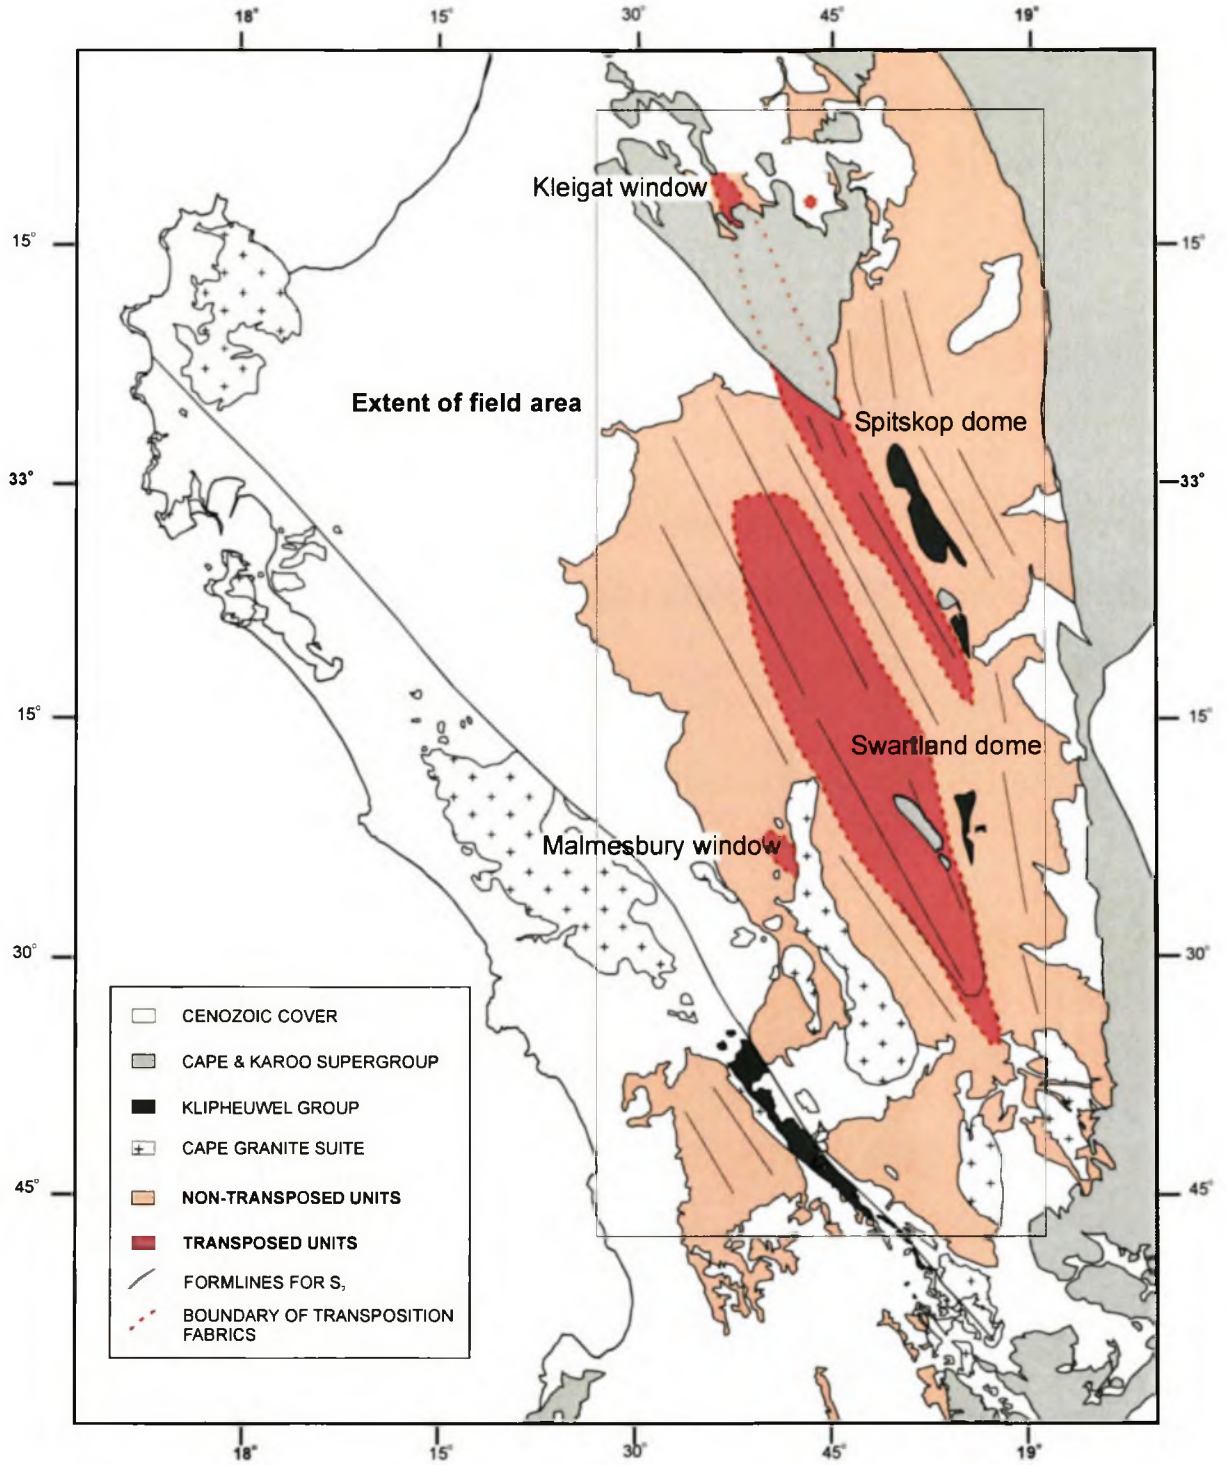 18° 15° 30° 45° 19°
Kleigat window
15° 15°
Extent of field area
Spitskop dome
33° 33°
15° 15°
Swartland dome
Malmesbury window
30° 30°
CENOZOIC COVER
CAPE & KAROO SUPERGROUP
KLIPHEUWEL GROUP
CAPE GRANITE SUITE
45° 45°
NON-TRANSPOSED UNITS
TRANSPOSED UNITS
FORMLINES FOR S₂
BOUNDARY OF TRANSPOSITION
FABRICS
18° 15° 30° 45° 19°